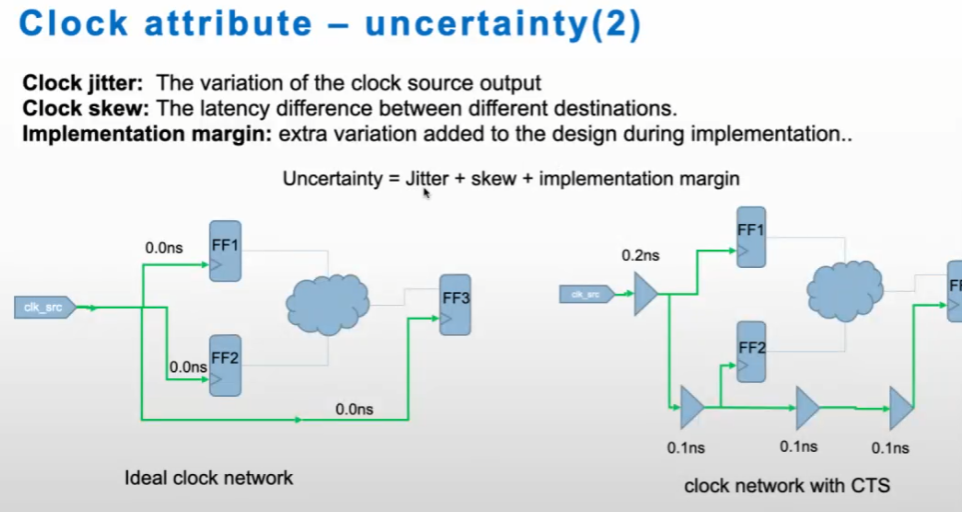 Clock attribute – uncertainty(2)
Clock jitter: The variation of the clock source output
Clock skew: The latency difference between different destinations.
Implementation margin: extra variation added to the design during implementation..
Uncertainty = Jitter + skew + implementation margin
clk_src
0.0ns
FF1
0.0ns
FF2
0.0ns
FF3
Ideal clock network
clk_src
0.2ns
FF1
FF2
0.1ns
0.1ns
0.1ns
clock network with CTS